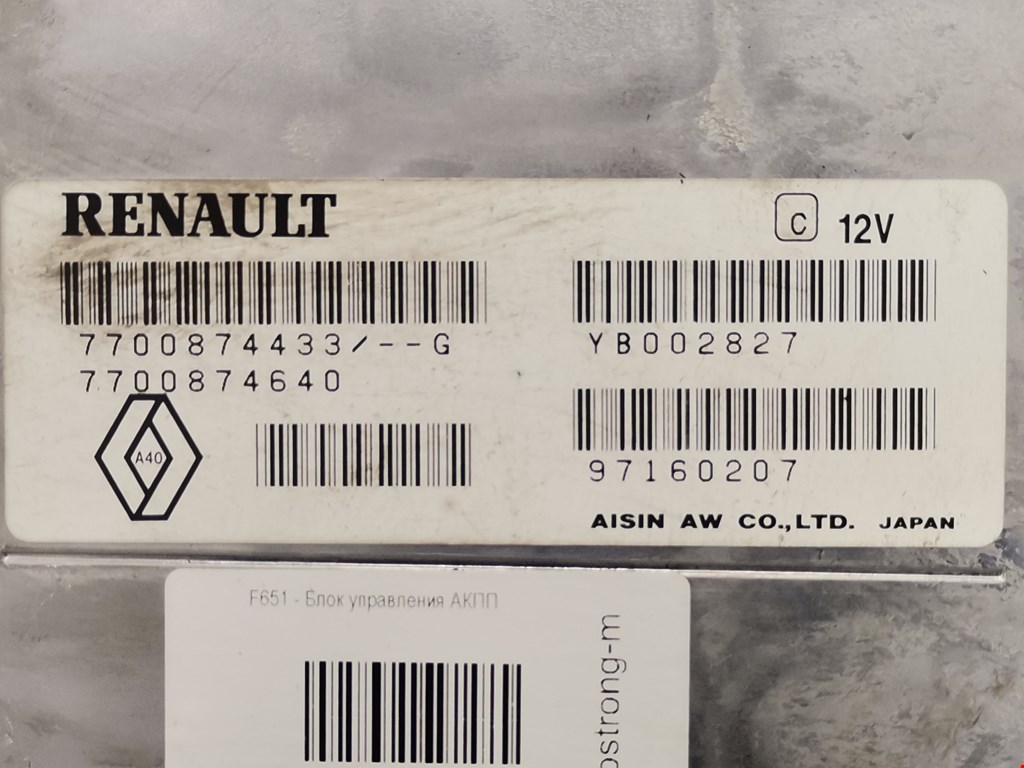 RENAULT
C 12V
7700874433/--G
7700874640
YB002827
A40
97160207
AISIN AW CO.,LTD. JAPAN
F651 - Блок управления АКПП
ostrong-m